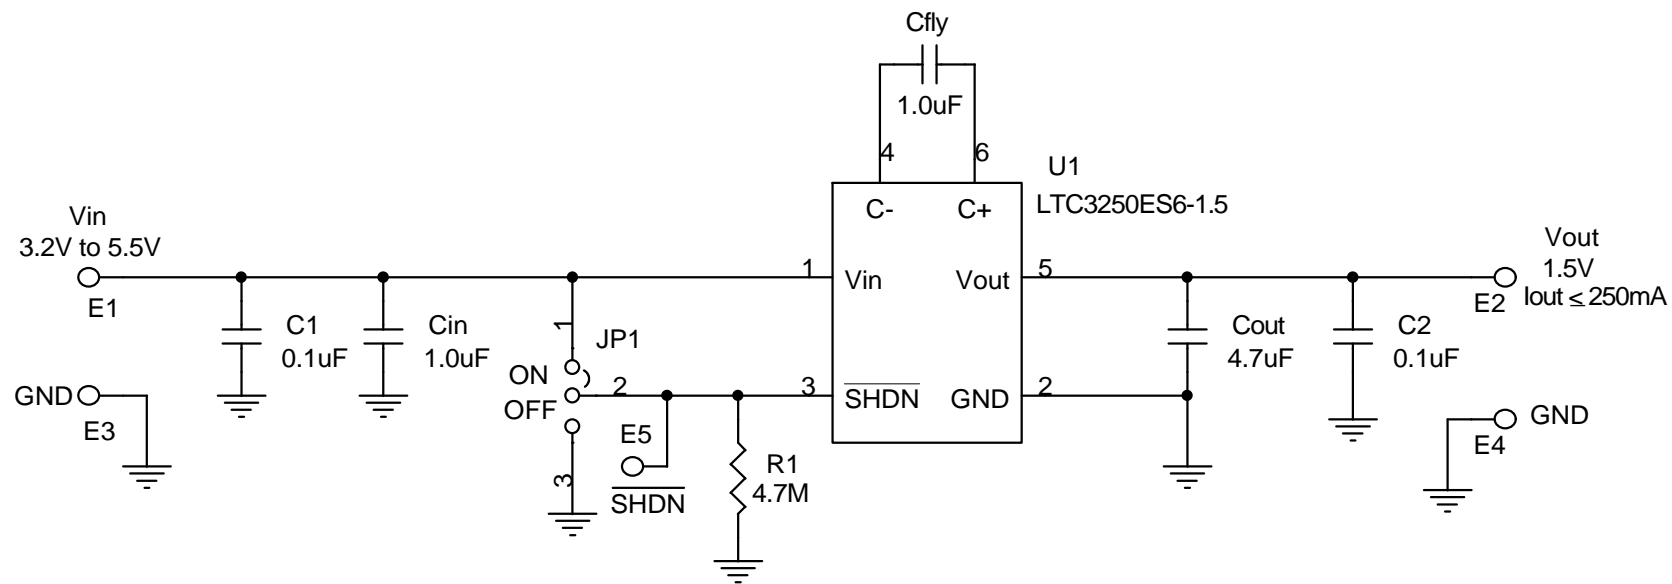 Cfly
1.0uF
4
6
U1
LTC3250ES6-1.5
C-
C+
Vin
3.2V to 5.5V
E1
1
Vin
Vout
5
Vout
1.5V
Iout ≤ 250mA
E2
C1
0.1uF
Cin
1.0uF
1
JP1
ON
OFF
2
3
SHDN
GND
2
Cout
4.7uF
C2
0.1uF
GND
E3
3
E5
SHDN
R1
4.7M
GND
E4